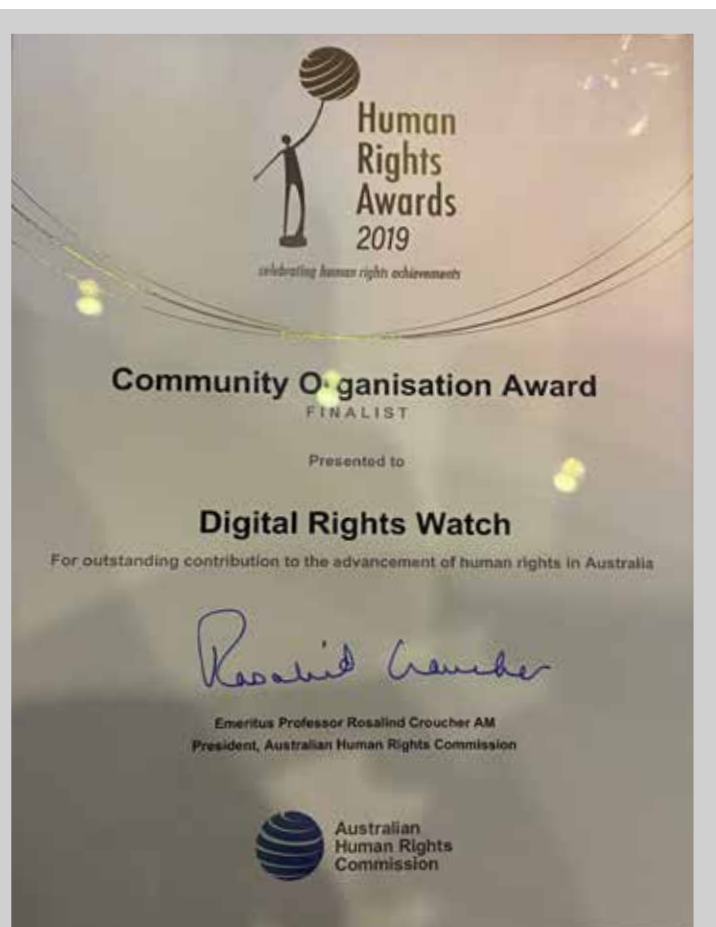 Human
Rights
Awards
2019
celebrating human rights achievements
Community Organisation Award
FINALIST
Presented to
Digital Rights Watch
For outstanding contribution to the advancement of human rights in Australia
Rosalind Croucher
Emeritus Professor Rosalind Croucher AM
President, Australian Human Rights Commission
Australian
Human Rights
Commission